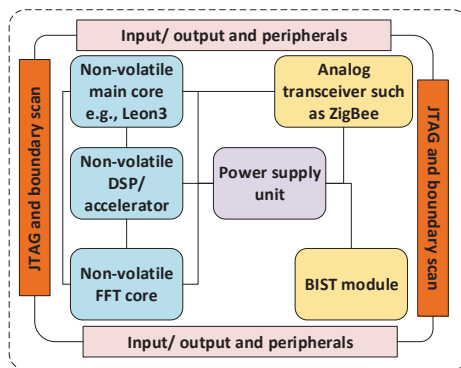 Input/ output and peripherals
JTAG and boundary scan
Non-volatile
main core
e.g., Leon3
Analog
transceiver such
as ZigBee
JTAG and boundary scan
Non-volatile
DSP/
accelerator
Power supply
unit
Non-volatile
FFT core
BIST module
Input/ output and peripherals